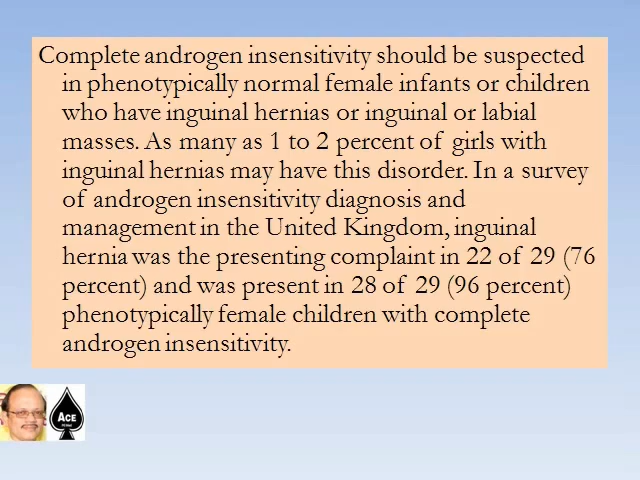 Complete androgen insensitivity should be suspected
in phenotypically normal female infants or children
who have inguinal hernias or inguinal or labial
masses. As many as 1 to 2 percent of girls with
inguinal hernias may have this disorder. In a survey
of androgen insensitivity diagnosis and
management in the United Kingdom, inguinal
hernia was the presenting complaint in 22 of 29 (76
percent) and was present in 28 of 29 (96 percent)
phenotypically female children with complete
androgen insensitivity.
ACE